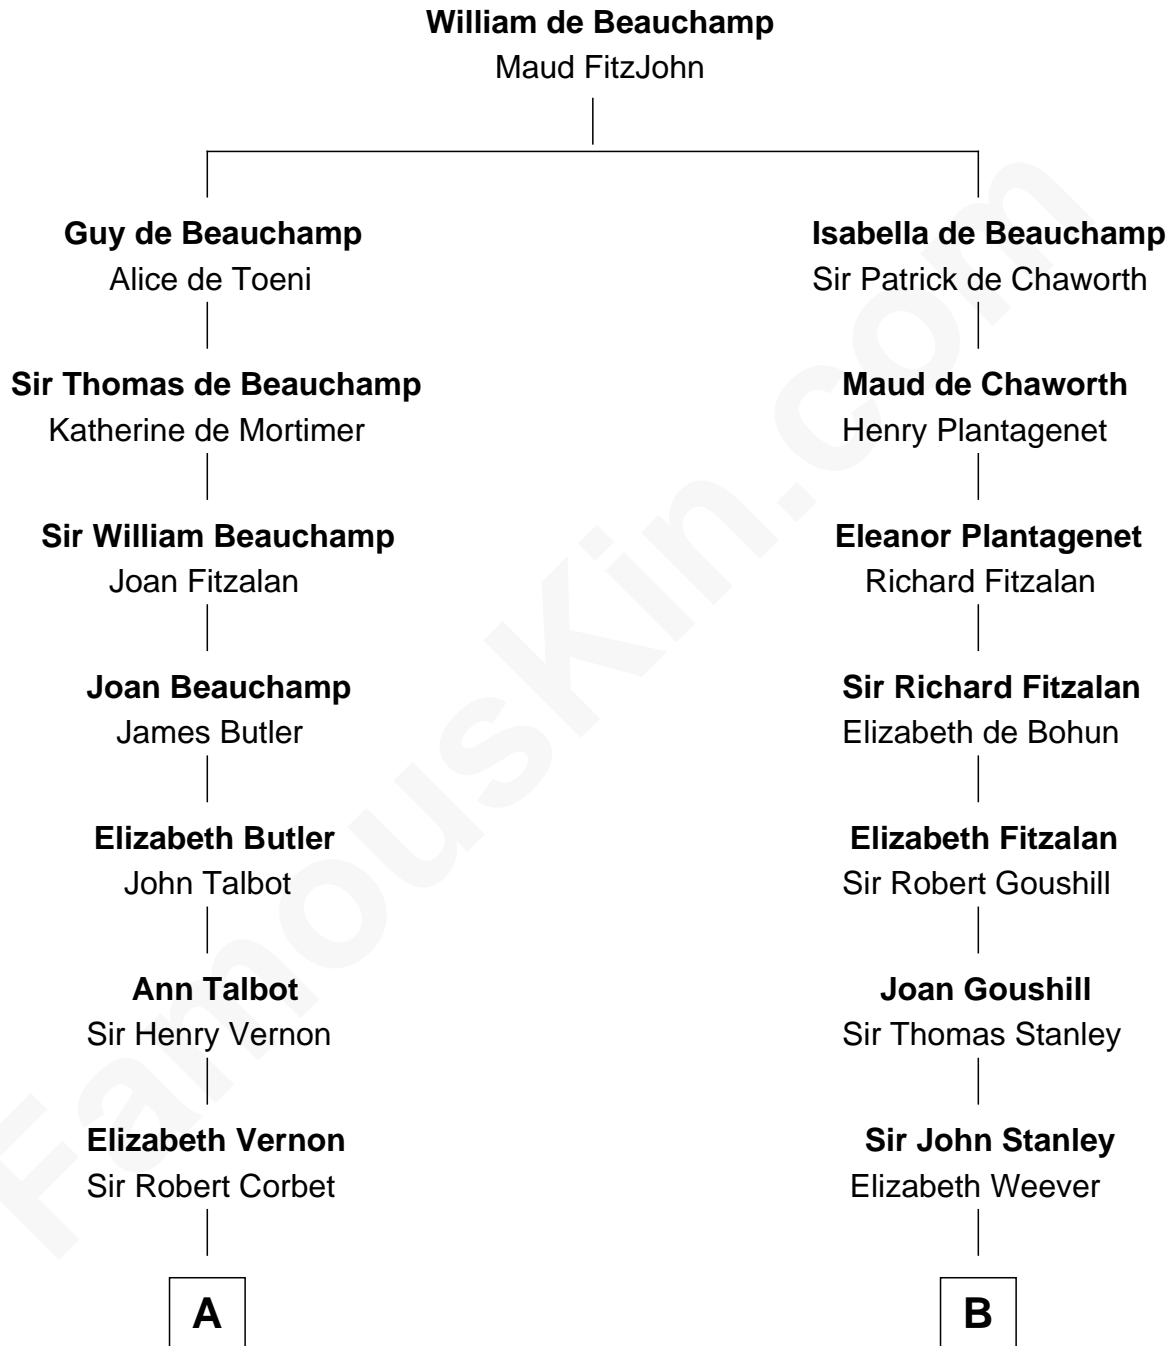 William de Beauchamp
Maud FitzJohn
Guy de Beauchamp
Alice de Toeni
Isabella de Beauchamp
Sir Patrick de Chaworth
Sir Thomas de Beauchamp
Katherine de Mortimer
Maud de Chaworth
Henry Plantagenet
Sir William Beauchamp
Joan Fitzalan
Eleanor Plantagenet
Richard Fitzalan
Joan Beauchamp
James Butler
Sir Richard Fitzalan
Elizabeth de Bohun
Elizabeth Butler
John Talbot
Elizabeth Fitzalan
Sir Robert Goushill
Ann Talbot
Sir Henry Vernon
Joan Goushill
Sir Thomas Stanley
Elizabeth Vernon
Sir Robert Corbet
Sir John Stanley
Elizabeth Weever
A
B
FamousKin.com